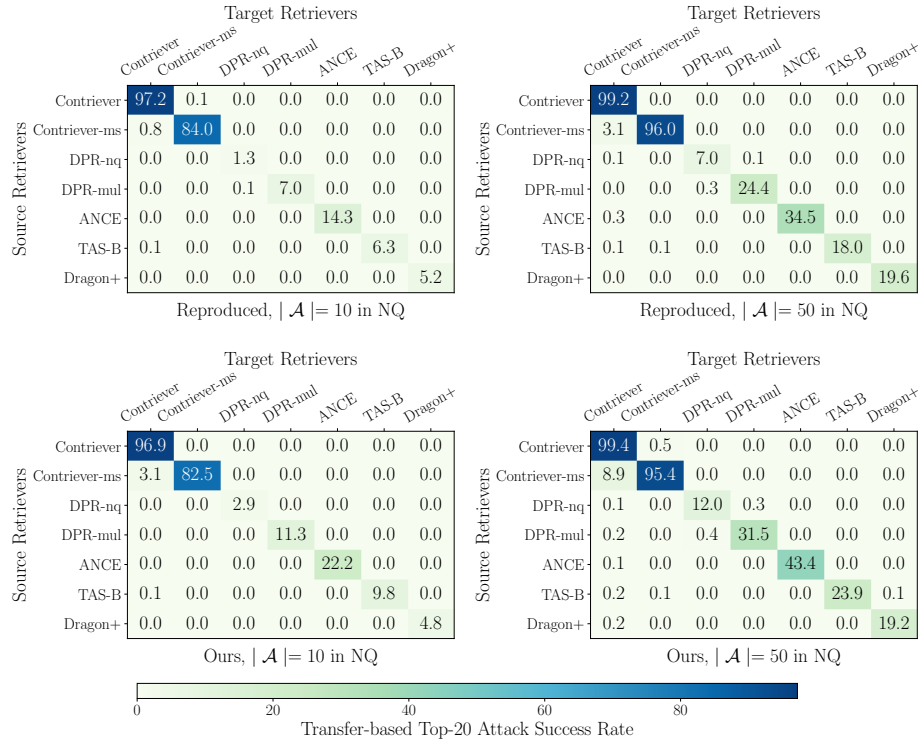 Target Retrievers
Contriever Contriever-ms DPR-nq DPR-mul ANCE TAS-B Dragon+
Source Retrievers
Contriever 97.2 0.1 0.0 0.0 0.0 0.0 0.0
Contriever-ms 0.8 84.0 0.0 0.0 0.0 0.0 0.0
DPR-nq 0.0 0.0 1.3 0.0 0.0 0.0 0.0
DPR-mul 0.0 0.0 0.1 7.0 0.0 0.0 0.0
ANCE 0.0 0.0 0.0 0.0 14.3 0.0 0.0
TAS-B 0.1 0.0 0.0 0.0 0.0 6.3 0.0
Dragon+ 0.0 0.0 0.0 0.0 0.0 0.0 5.2
Reproduced, | 𝓐 |= 10 in NQ
Target Retrievers
Contriever Contriever-ms DPR-nq DPR-mul ANCE TAS-B Dragon+
Source Retrievers
Contriever 99.2 0.0 0.0 0.0 0.0 0.0 0.0
Contriever-ms 3.1 96.0 0.0 0.0 0.0 0.0 0.0
DPR-nq 0.1 0.0 7.0 0.1 0.0 0.0 0.0
DPR-mul 0.0 0.0 0.3 24.4 0.0 0.0 0.0
ANCE 0.3 0.0 0.0 0.0 34.5 0.0 0.0
TAS-B 0.1 0.1 0.0 0.0 0.0 18.0 0.0
Dragon+ 0.0 0.0 0.0 0.0 0.0 0.0 19.6
Reproduced, | 𝓐 |= 50 in NQ
Target Retrievers
Contriever Contriever-ms DPR-nq DPR-mul ANCE TAS-B Dragon+
Source Retrievers
Contriever 96.9 0.0 0.0 0.0 0.0 0.0 0.0
Contriever-ms 3.1 82.5 0.0 0.0 0.0 0.0 0.0
DPR-nq 0.0 0.0 2.9 0.0 0.0 0.0 0.0
DPR-mul 0.0 0.0 0.0 11.3 0.0 0.0 0.0
ANCE 0.0 0.0 0.0 0.0 22.2 0.0 0.0
TAS-B 0.1 0.0 0.0 0.0 0.0 9.8 0.0
Dragon+ 0.0 0.0 0.0 0.0 0.0 0.0 4.8
Ours, | 𝓐 |= 10 in NQ
Target Retrievers
Contriever Contriever-ms DPR-nq DPR-mul ANCE TAS-B Dragon+
Source Retrievers
Contriever 99.4 0.5 0.0 0.0 0.0 0.0 0.0
Contriever-ms 8.9 95.4 0.0 0.0 0.0 0.0 0.0
DPR-nq 0.1 0.0 12.0 0.3 0.0 0.0 0.0
DPR-mul 0.2 0.0 0.4 31.5 0.0 0.0 0.0
ANCE 0.1 0.0 0.0 0.0 43.4 0.0 0.0
TAS-B 0.2 0.1 0.0 0.0 0.0 23.9 0.1
Dragon+ 0.2 0.0 0.0 0.0 0.0 0.0 19.2
Ours, | 𝓐 |= 50 in NQ
0 20 40 60 80
Transfer-based Top-20 Attack Success Rate